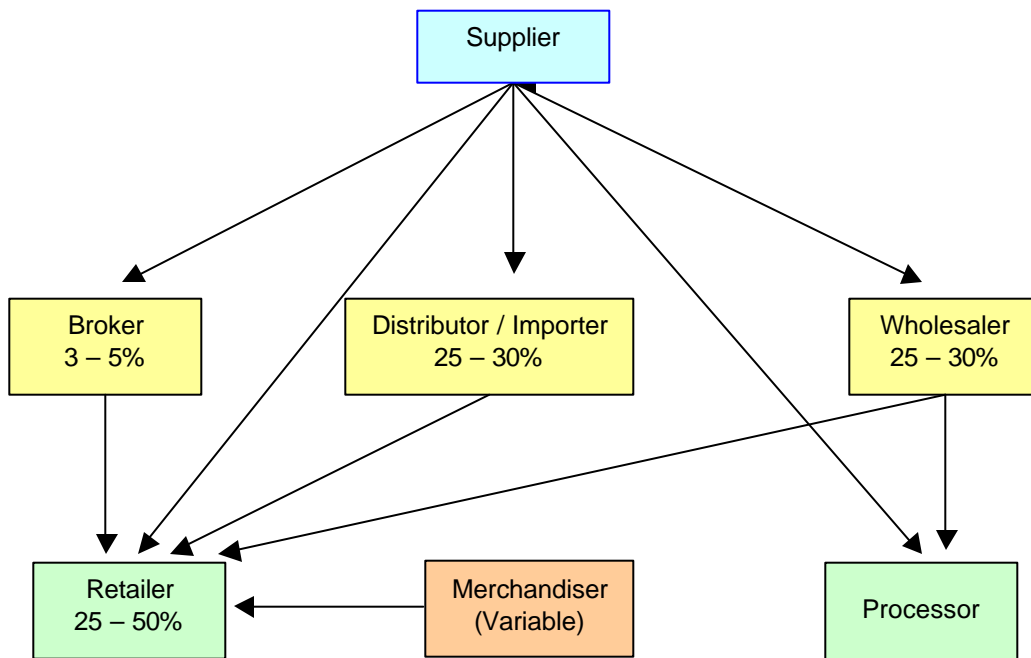 Supplier
Broker
3 – 5%
Distributor / Importer
25 – 30%
Wholesaler
25 – 30%
Retailer
25 – 50%
Merchandiser
(Variable)
Processor